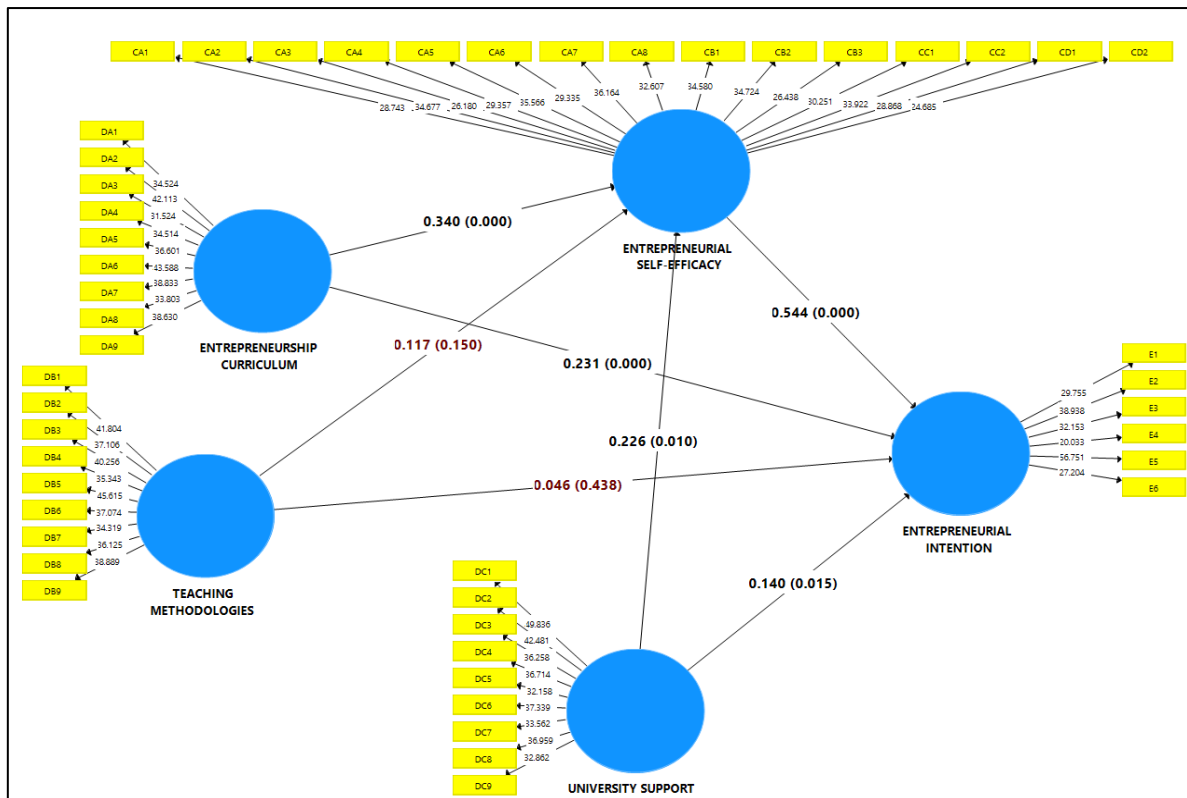 CA1 CA2 CA3 CA4 CA5 CA6 CA7 CA8 CB1 CB2 CB3 CC1 CC2 CD1 CD2
28.743 34.677 26.180 29.357 35.566 29.335 36.164 32.607 34.580 34.724 26.438 30.251 33.922 28.868 24.685
DA1
DA2
DA3
DA4
DA5
DA6
DA7
DA8
DA9
34.524
42.113
31.524
34.514
36.601
43.588
38.833
33.803
38.630
ENTREPRENEURSHIP
CURRICULUM
ENTREPRENEURIAL
SELF-EFFICACY
0.340 (0.000)
0.117 (0.150)
0.231 (0.000)
0.544 (0.000)
0.226 (0.010)
0.046 (0.438)
0.140 (0.015)
DB1
DB2
DB3
DB4
DB5
DB6
DB7
DB8
DB9
41.804
37.106
40.256
35.343
45.615
37.074
34.319
36.125
38.889
TEACHING
METHODOLOGIES
E1
E2
E3
E4
E5
E6
29.755
38.938
32.153
20.033
56.751
27.204
ENTREPRENEURIAL
INTENTION
DC1
DC2
DC3
DC4
DC5
DC6
DC7
DC8
DC9
49.836
42.481
36.258
36.714
32.158
37.339
33.562
36.959
32.862
UNIVERSITY SUPPORT